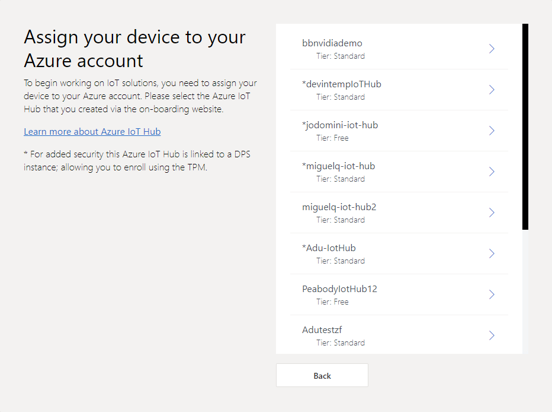 Assign your device to your
Azure account
To begin working on IoT solutions, you need to assign your
device to your Azure account. Please select the Azure IoT
Hub that you created via the on-boarding website.
Learn more about Azure IoT Hub
* For added security this Azure IoT Hub is linked to a DPS
instance; allowing you to enroll using the TPM.
bbnvidiademo
Tier: Standard
*devintempIoTHub
Tier: Standard
*jodomini-iot-hub
Tier: Free
*miguelq-iot-hub
Tier: Standard
miguelq-iot-hub2
Tier: Standard
*Adu-IotHub
Tier: Standard
PeabodyIotHub12
Tier: Free
Adutestzf
Tier: Standard
Back